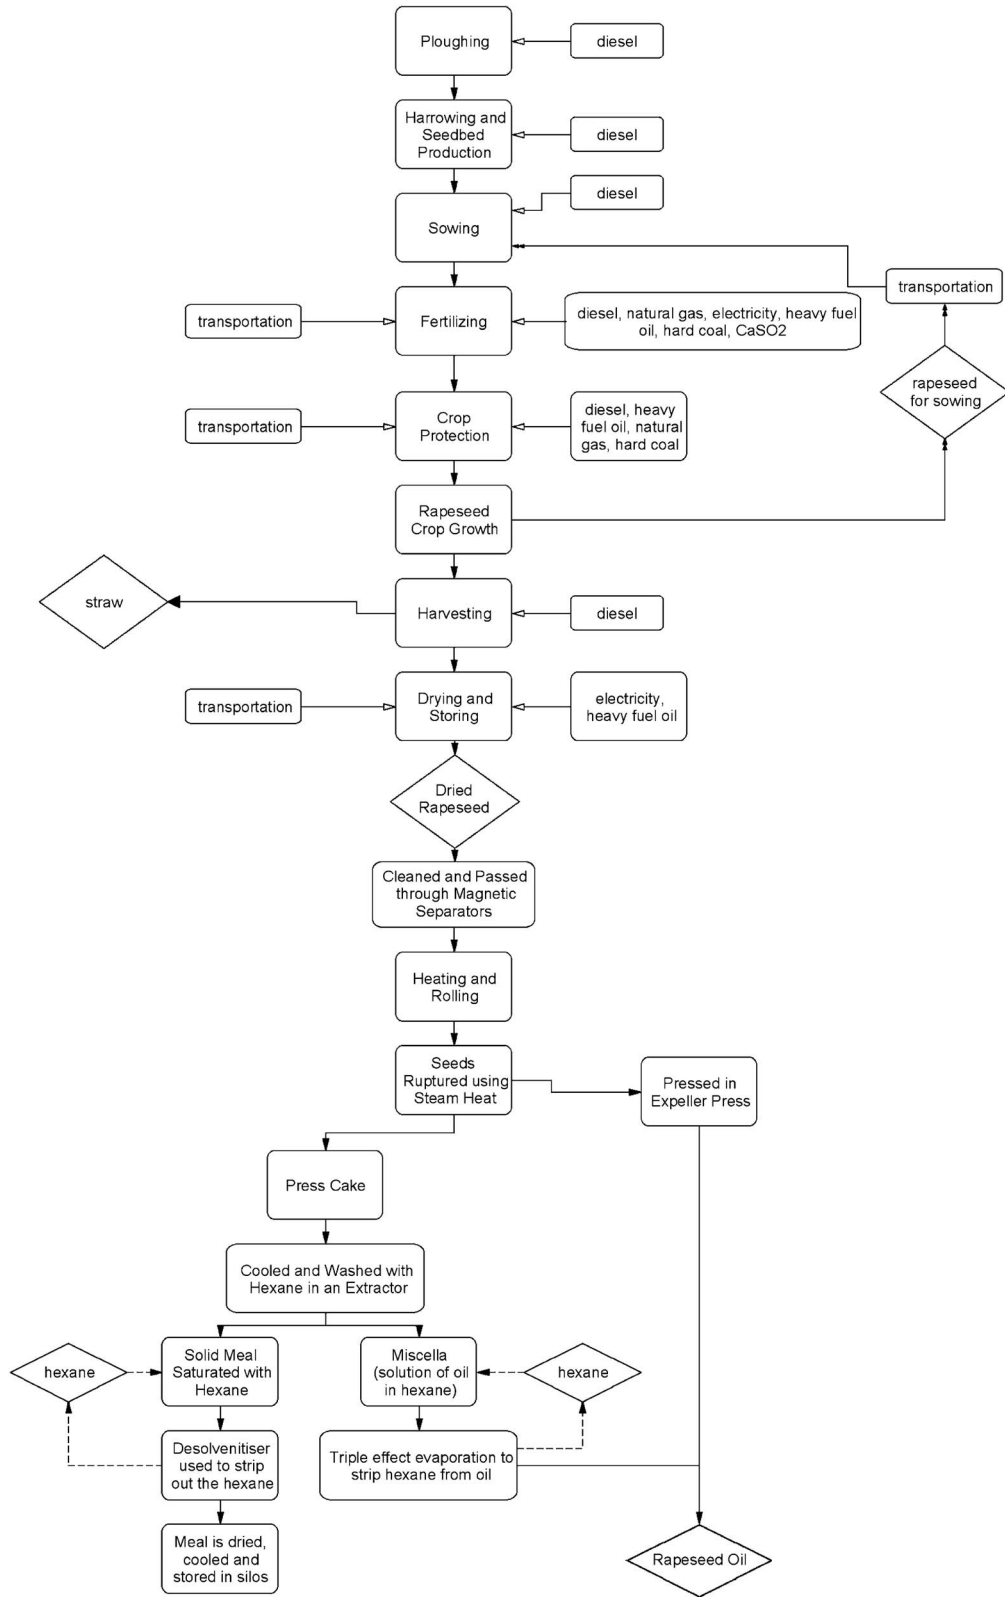 Ploughing
diesel
Harrowing and
Seedbed
Production
diesel
diesel
Sowing
transportation
transportation
Fertilizing
diesel, natural gas, electricity, heavy fuel
oil, hard coal, CaSO2
rapeseed
for sowing
transportation
Crop
Protection
diesel, heavy
fuel oil, natural
gas, hard coal
Rapeseed
Crop Growth
straw
Harvesting
diesel
transportation
Drying and
Storing
electricity,
heavy fuel oil
Dried
Rapeseed
Cleaned and Passed
through Magnetic
Separators
Heating and
Rolling
Seeds
Ruptured using
Steam Heat
Pressed in
Expeller Press
Press Cake
Cooled and Washed with
Hexane in an Extractor
hexane
Solid Meal
Saturated with
Hexane
Miscella
(solution of oil
in hexane)
hexane
Desolvenitiser
used to strip
out the hexane
Triple effect evaporation to
strip hexane from oil
Meal is dried,
cooled and
stored in silos
Rapeseed Oil